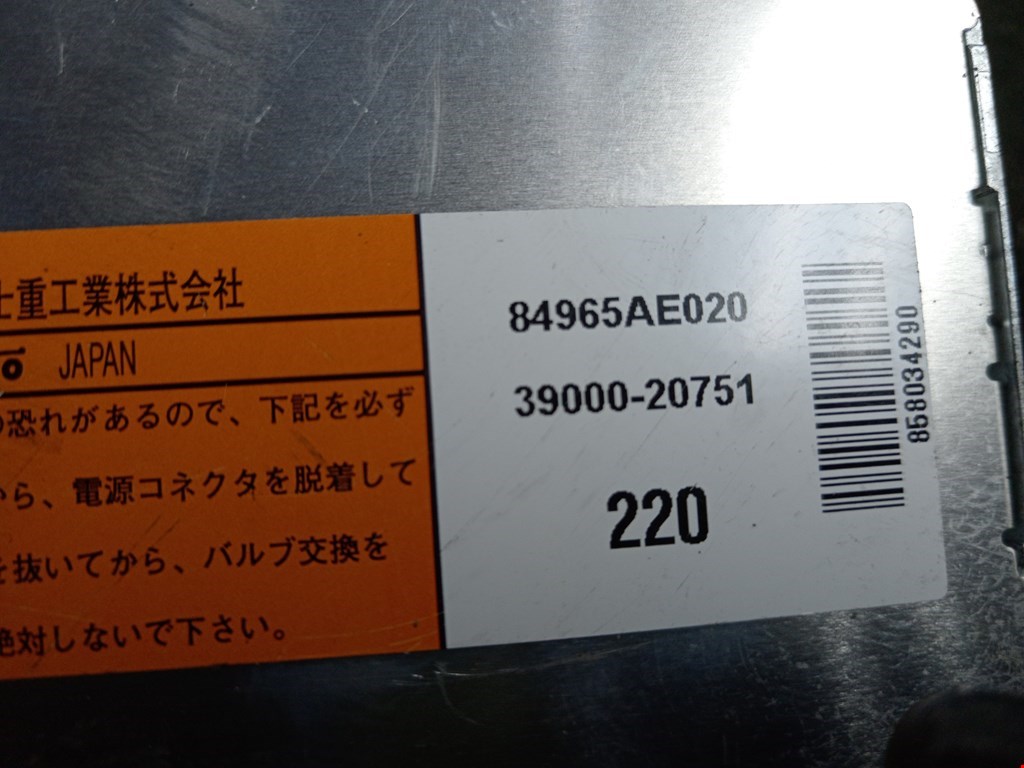 士重工業株式会社
JAPAN
の恐れがあるので、下記を必ず
から、電源コネクタを脱着して
を抜いてから、バルブ交換を
絶対しないで下さい。
84965AE020
39000-20751
220
858034290